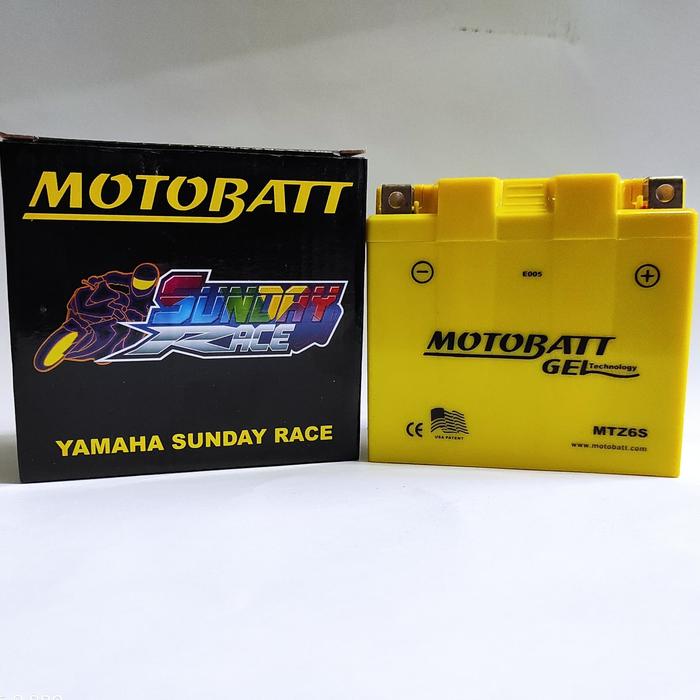 MOTOBATT
SUNDAY
RACE
YAMAHA SUNDAY RACE
E005
MOTOBATT
GEL Technology
CE
USA PATENT
MTZ6S
www.motobatt.com